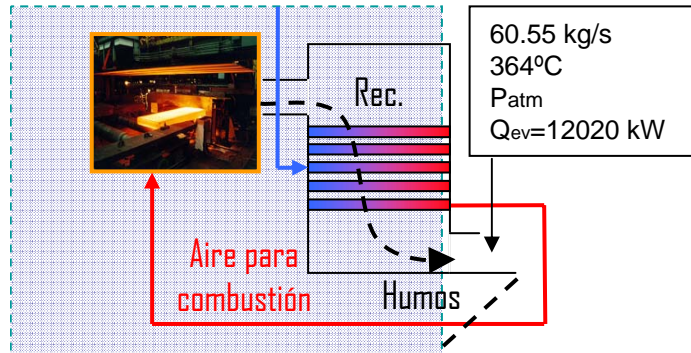 60.55 kg/s
364ºC
Patm
Qev=12020 kW
Rec.
Aire para
combustión
Humos